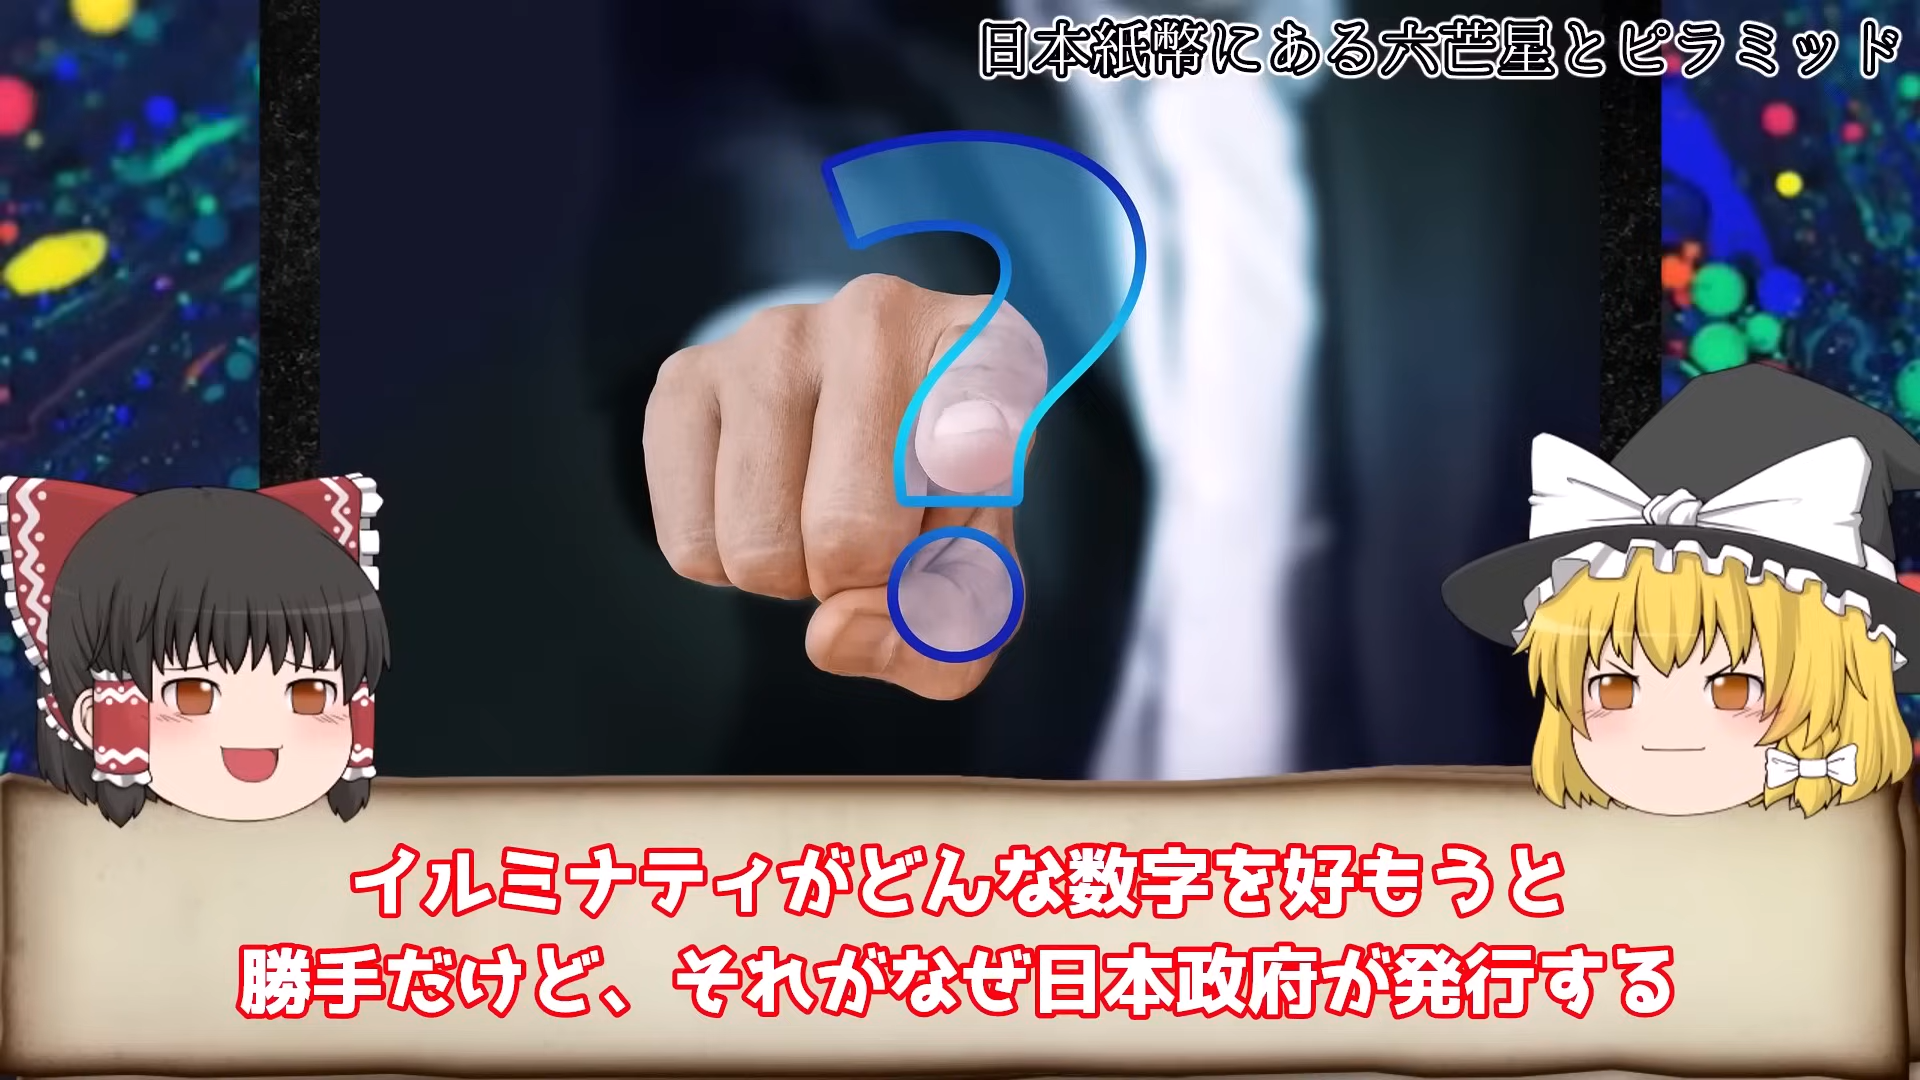 日本紙幣にある六芒星とピラミッド
イルミナティがどんな数字を好もうと
勝手だけど、それがなぜ日本政府が発行する